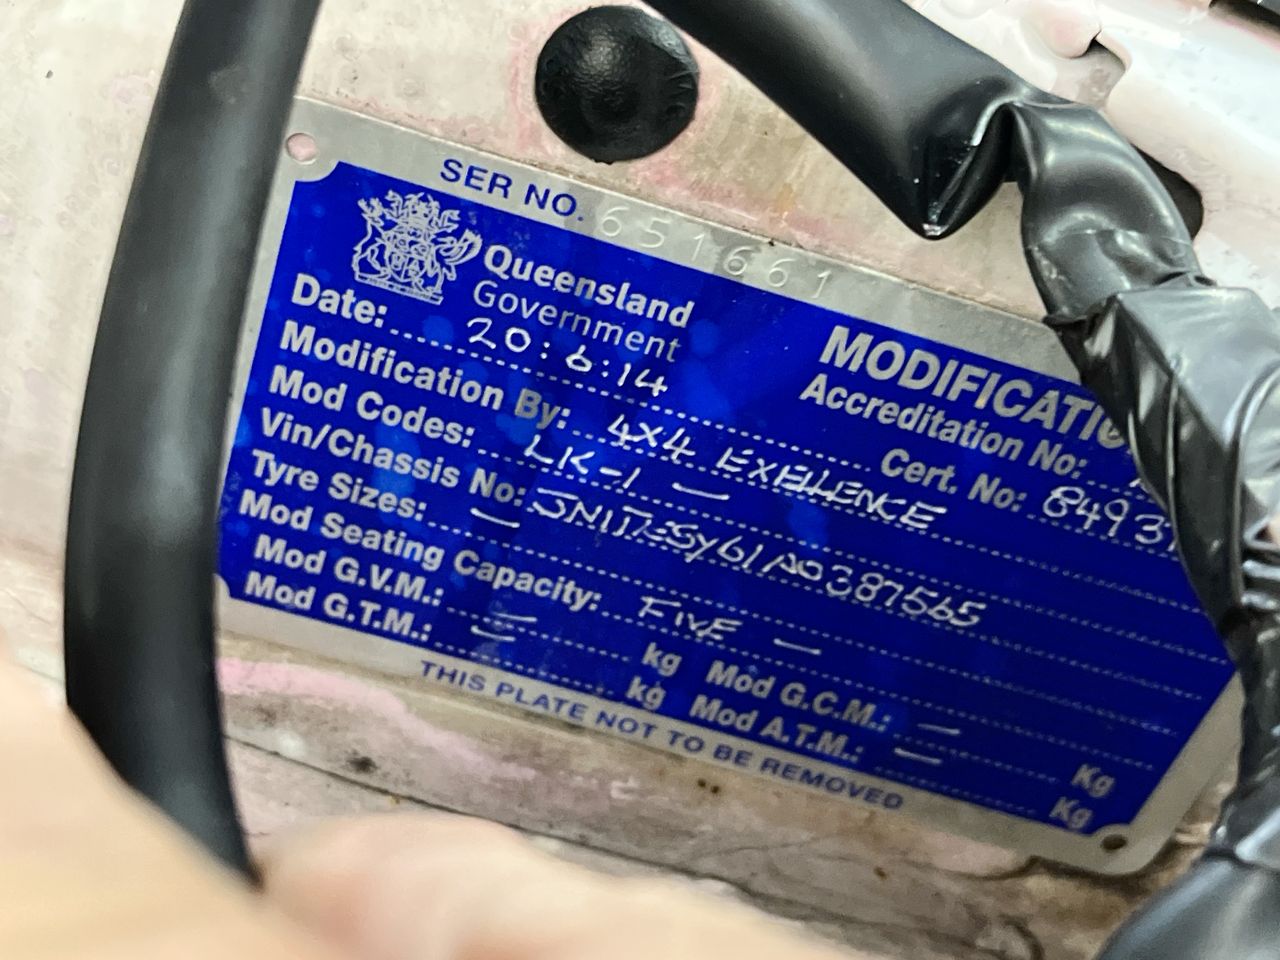 SER NO. 651661
Queensland
Government
MODIFICATIO
Accreditation No:
Date: 20:6:14
Cert. No: 8493
Modification By: 4X4 EXELLENCE
Mod Codes: LK-1 —
Vin/Chassis No: JN1TESY61A0387565
Tyre Sizes: —
Mod Seating Capacity: FIVE —
Mod G.V.M.: — kg Mod G.C.M.: — Kg
Mod G.T.M.: — kg Mod A.T.M.: — Kg
THIS PLATE NOT TO BE REMOVED